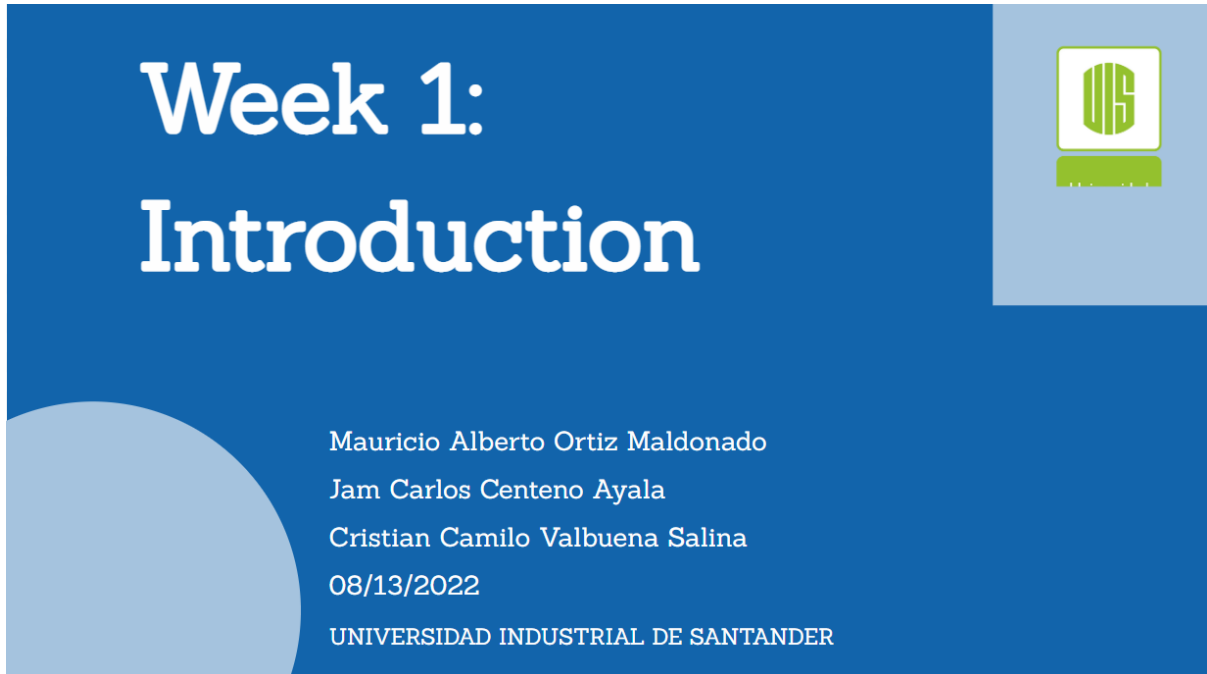 Week 1:
Introduction
UIS
Mauricio Alberto Ortiz Maldonado
Jam Carlos Centeno Ayala
Cristian Camilo Valbuena Salina
08/13/2022
UNIVERSIDAD INDUSTRIAL DE SANTANDER